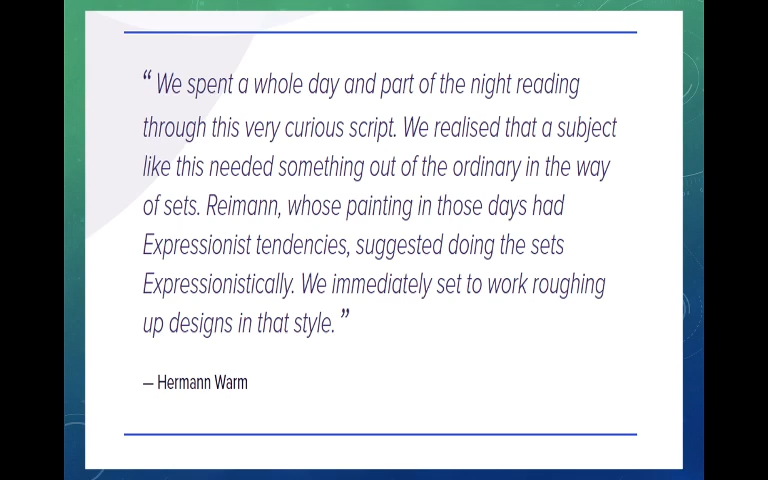 “ We spent a whole day and part of the night reading
through this very curious script. We realised that a subject
like this needed something out of the ordinary in the way
of sets. Reimann, whose painting in those days had
Expressionist tendencies, suggested doing the sets
Expressionistically. We immediately set to work roughing
up designs in that style. ”
— Hermann Warm